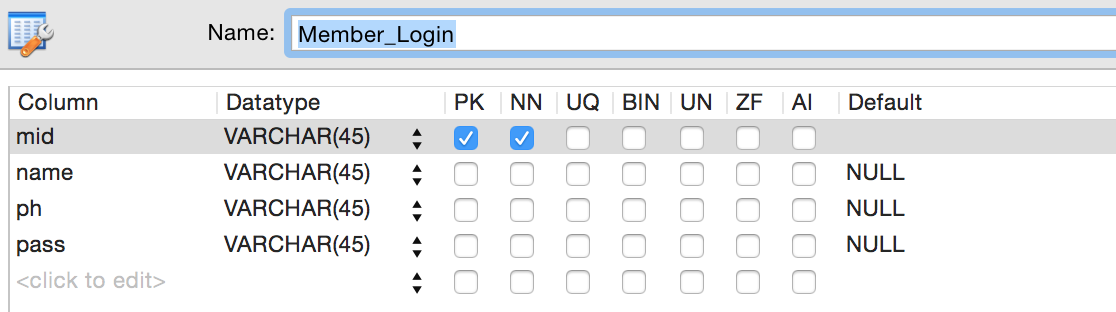 Name: Member_Login
Column Datatype PK NN UQ BIN UN ZF AI Default
mid VARCHAR(45)
name VARCHAR(45) NULL
ph VARCHAR(45) NULL
pass VARCHAR(45) NULL
<click to edit>